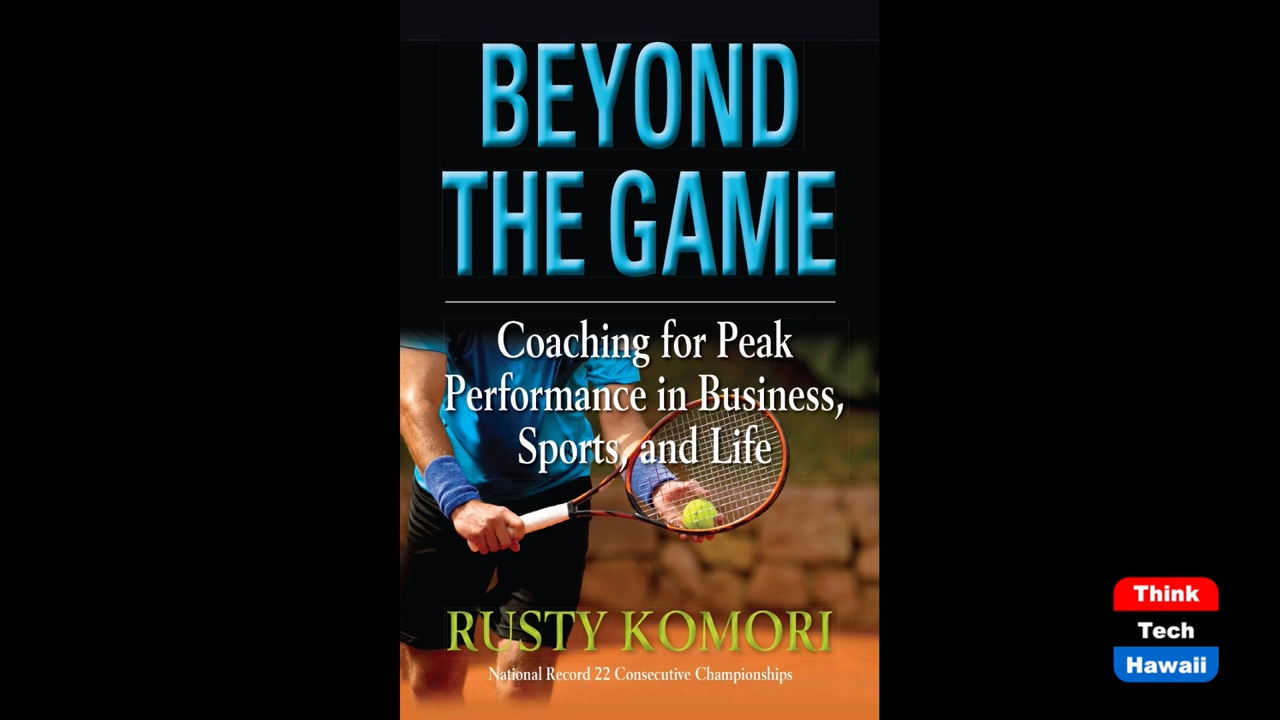 BEYOND
THE GAME
Coaching for Peak
Performance in Business,
Sports, and Life
RUSTY KOMORI
National Record 22 Consecutive Championships
Think
Tech
Hawaii